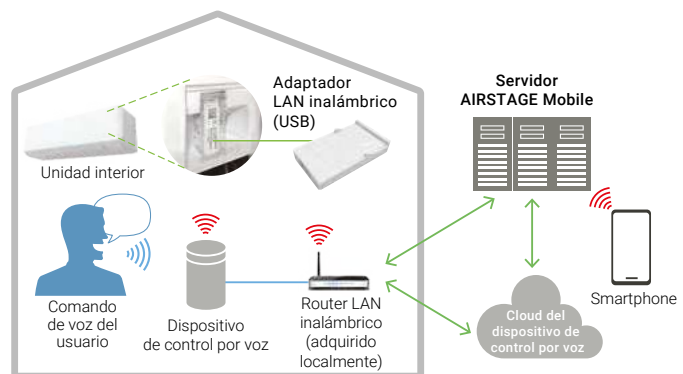 Adaptador
LAN inalámbrico
(USB)
Unidad interior
Servidor
AIRSTAGE Mobile
Comando
de voz del
usuario
Dispositivo
de control por voz
Router LAN
inalámbrico
(adquirido
localmente)
Cloud del
dispositivo de
control por voz
Smartphone